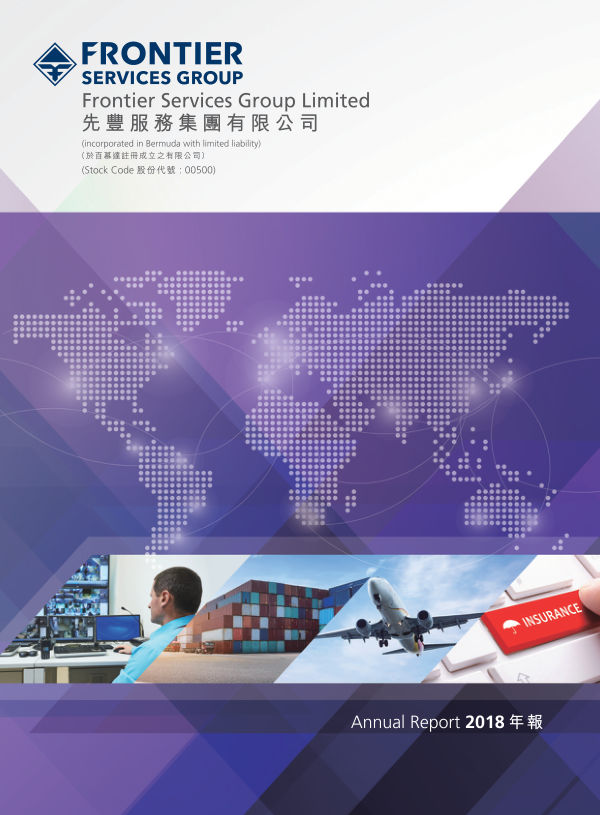 FRONTIER
SERVICES GROUP
Frontier Services Group Limited
先豐服務集團有限公司
(incorporated in Bermuda with limited liability)
(於百慕達註冊成立之有限公司)
(Stock Code 股份代號 : 00500)
INSURANCE
Annual Report 2018 年報